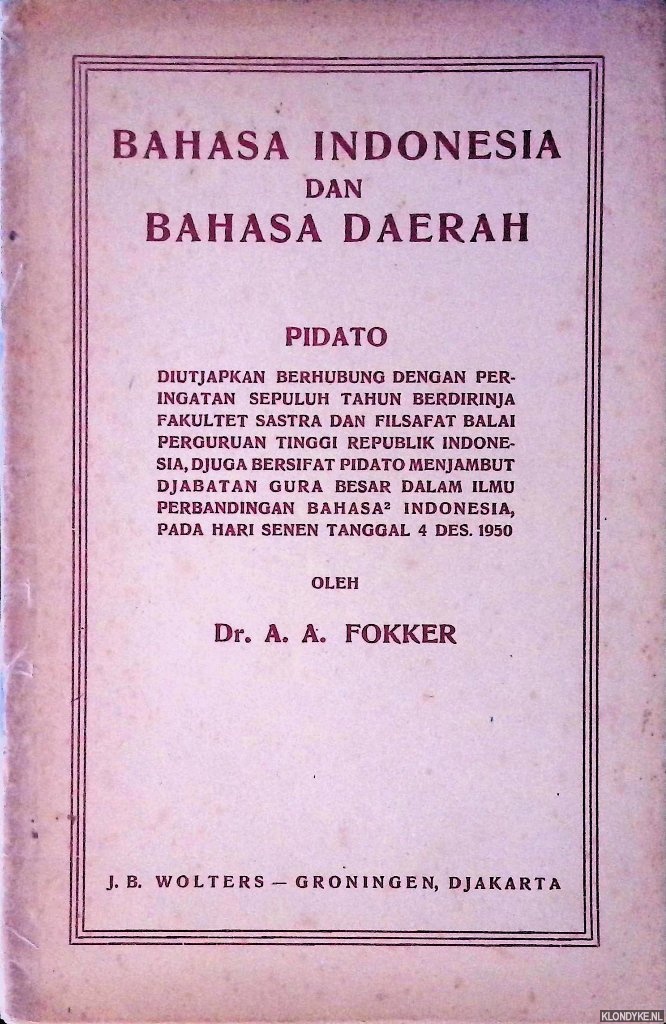 BAHASA INDONESIA
DAN
BAHASA DAERAH
PIDATO
DIUTJAPKAN BERHUBUNG DENGAN PER-
INGATAN SEPULUH TAHUN BERDIRINJA
FAKULTET SASTRA DAN FILSAFAT BALAI
PERGURUAN TINGGI REPUBLIK INDONE-
SIA, DJUGA BERSIFAT PIDATO MENJAMBUT
DJABATAN GURA BESAR DALAM ILMU
PERBANDINGAN BAHASA² INDONESIA,
PADA HARI SENEN TANGGAL 4 DES. 1950
OLEH
Dr. A. A. FOKKER
J. B. WOLTERS — GRONINGEN, DJAKARTA
KLONDYKE.NL